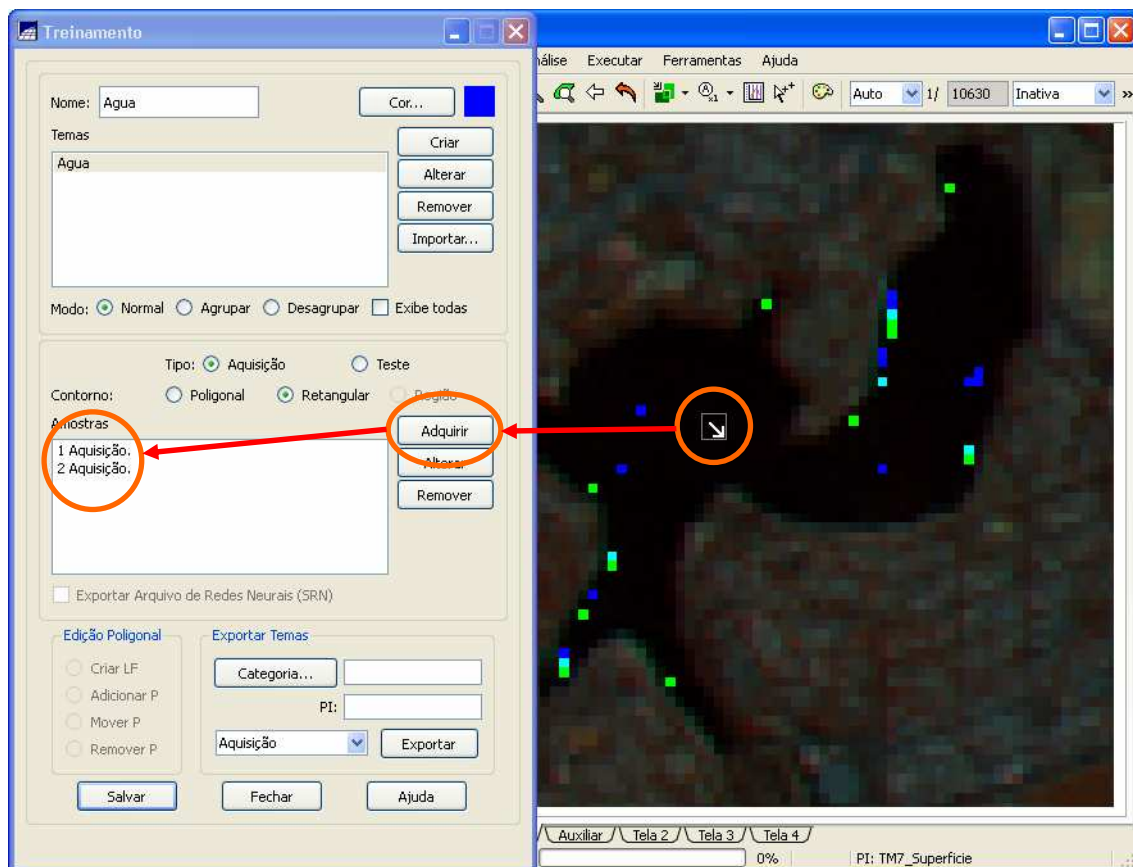 Treinamento
Nome: Agua Cor...
Temas
Agua
Criar
Alterar
Remover
Importar...
Modo: Normal Agrupar Desagrupar Exibe todas
Tipo: Aquisição Teste
Contorno: Poligonal Retangular Região
Amostras
1 Aquisição.
2 Aquisição.
Adquirir
Alterar
Remover
Exportar Arquivo de Redes Neurais (SRN)
Edição Poligonal
Criar LF
Adicionar P
Mover P
Remover P
Exportar Temas
Categoria...
PI:
Aquisição Exportar
Salvar Fechar Ajuda
nálise Executar Ferramentas Ajuda
Auto 1/ 10630 Inativa »
Auxiliar Tela 2 Tela 3 Tela 4
0% PI: TM7_Superficie